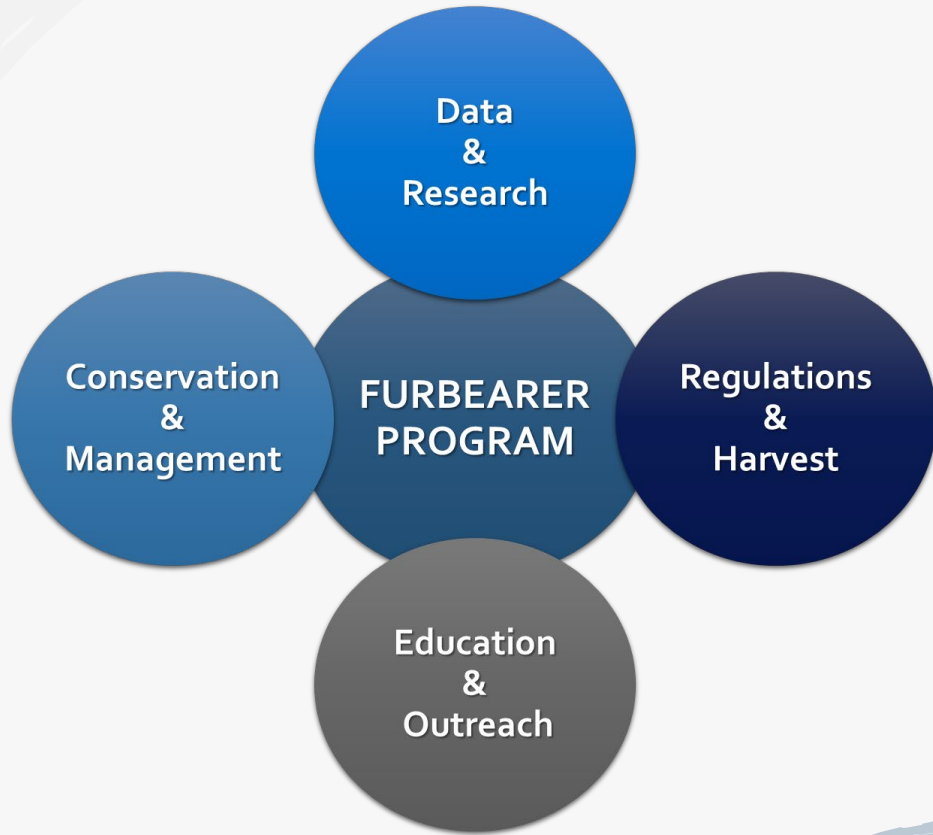 Data
&
Research
Conservation
&
Management
FURBEARER
PROGRAM
Regulations
&
Harvest
Education
&
Outreach